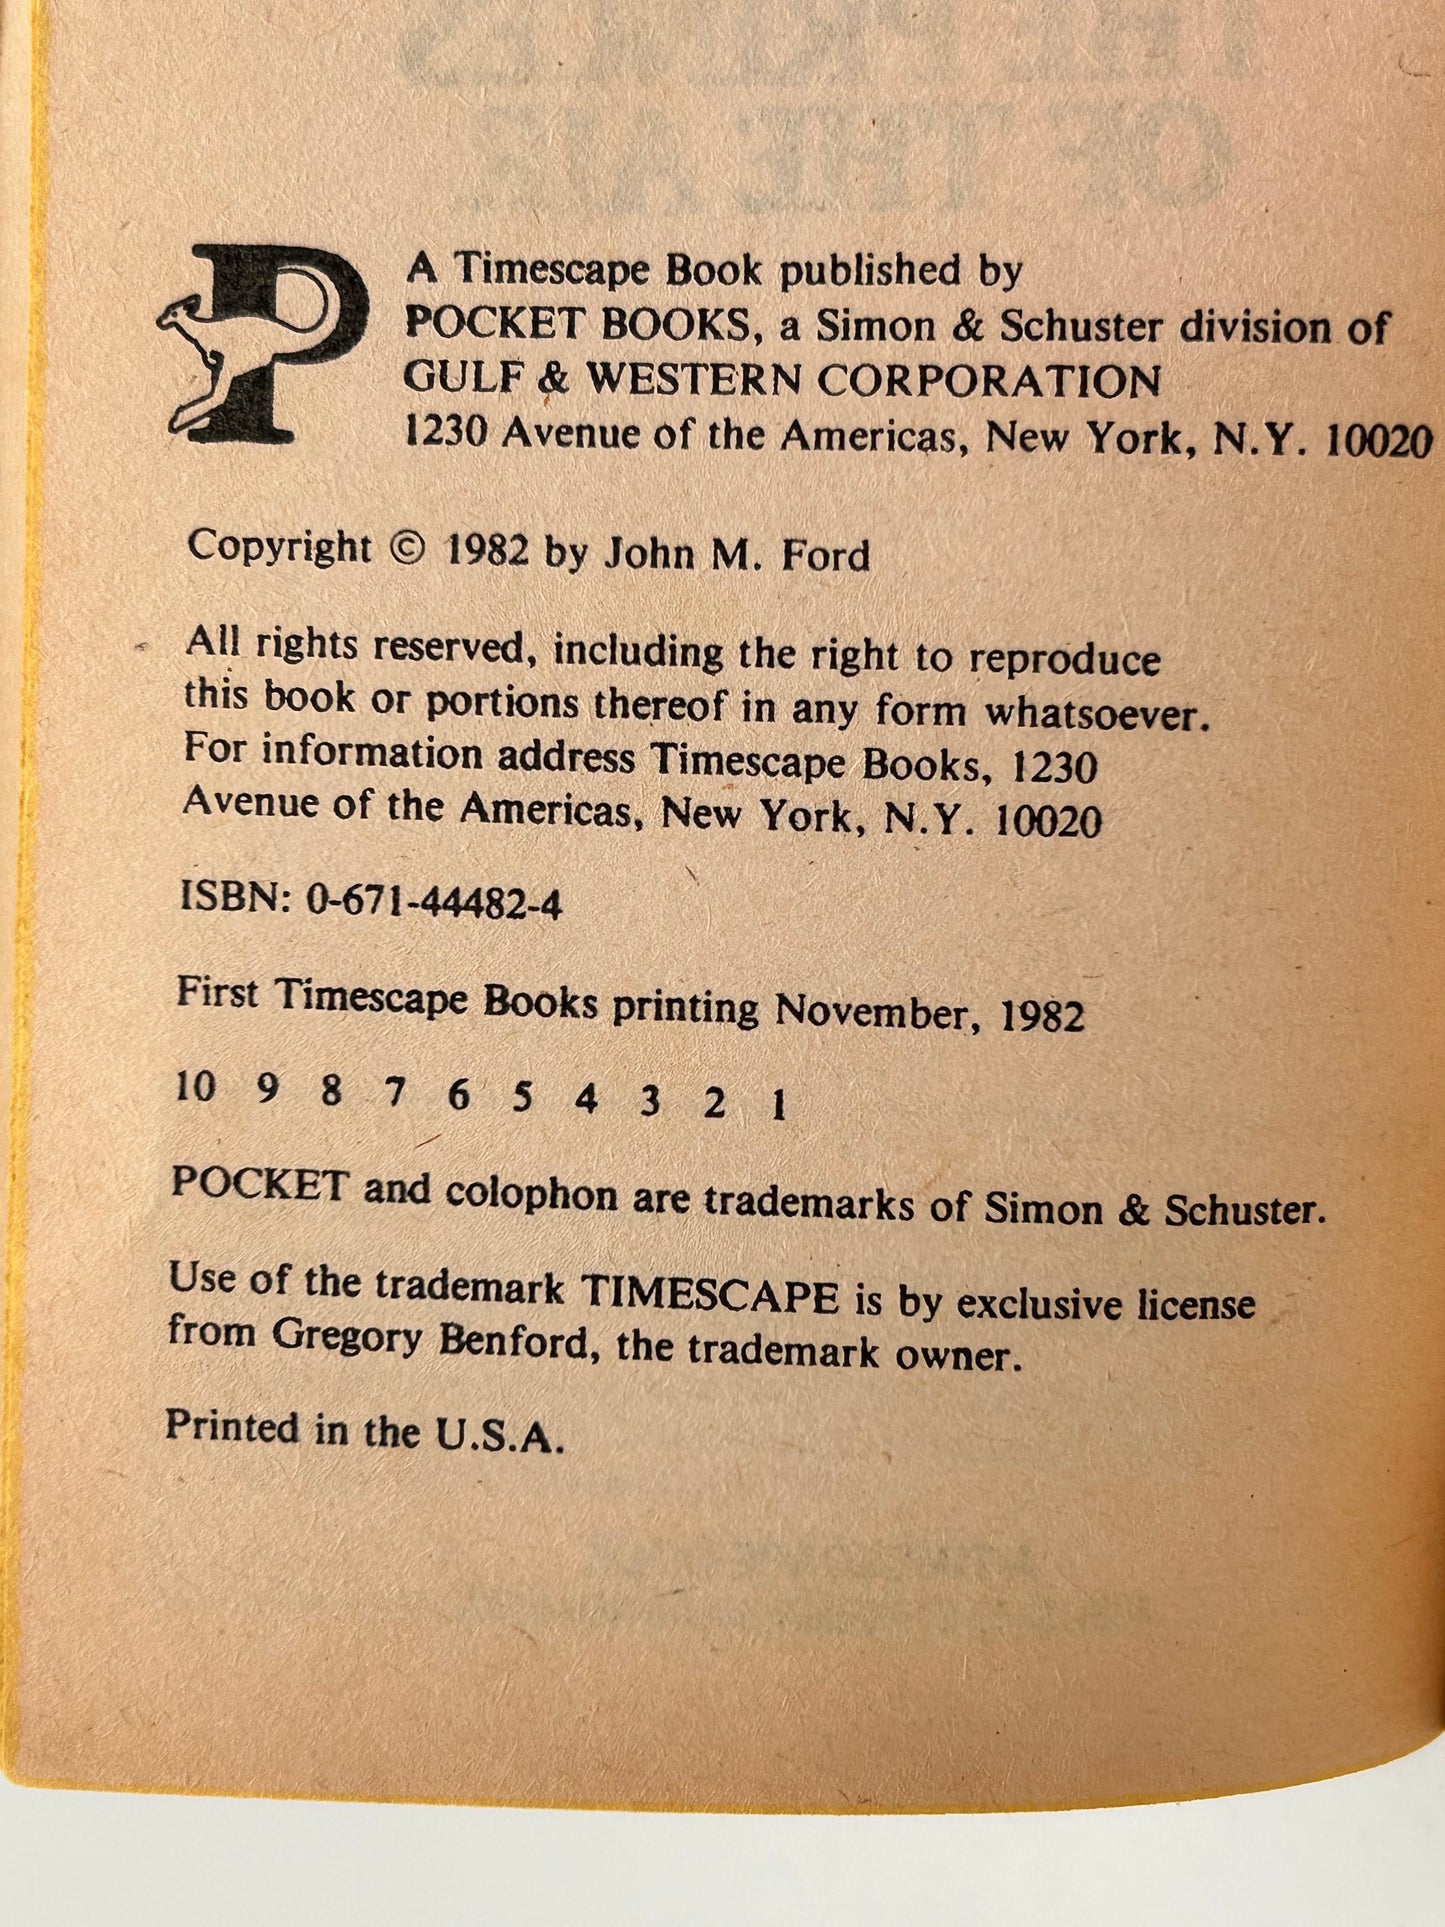 A Timescape Book published by
POCKET BOOKS, a Simon & Schuster division of
GULF & WESTERN CORPORATION
1230 Avenue of the Americas, New York, N.Y. 10020
Copyright © 1982 by John M. Ford
All rights reserved, including the right to reproduce
this book or portions thereof in any form whatsoever.
For information address Timescape Books, 1230
Avenue of the Americas, New York, N.Y. 10020
ISBN: 0-671-44482-4
First Timescape Books printing November, 1982
10 9 8 7 6 5 4 3 2 1
POCKET and colophon are trademarks of Simon & Schuster.
Use of the trademark TIMESCAPE is by exclusive license
from Gregory Benford, the trademark owner.
Printed in the U.S.A.